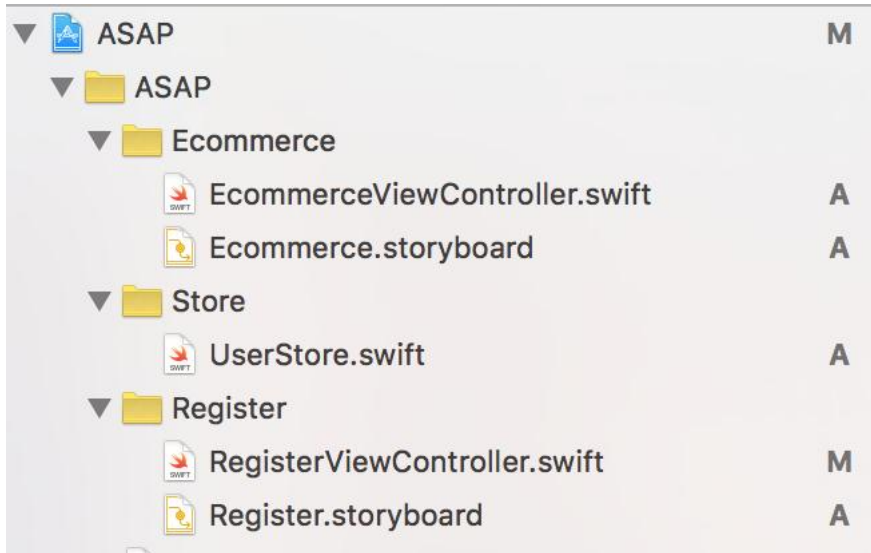 ASAP M
ASAP
Ecommerce
EcommerceViewController.swift A
Ecommerce.storyboard A
Store
UserStore.swift A
Register
RegisterViewController.swift M
Register.storyboard A